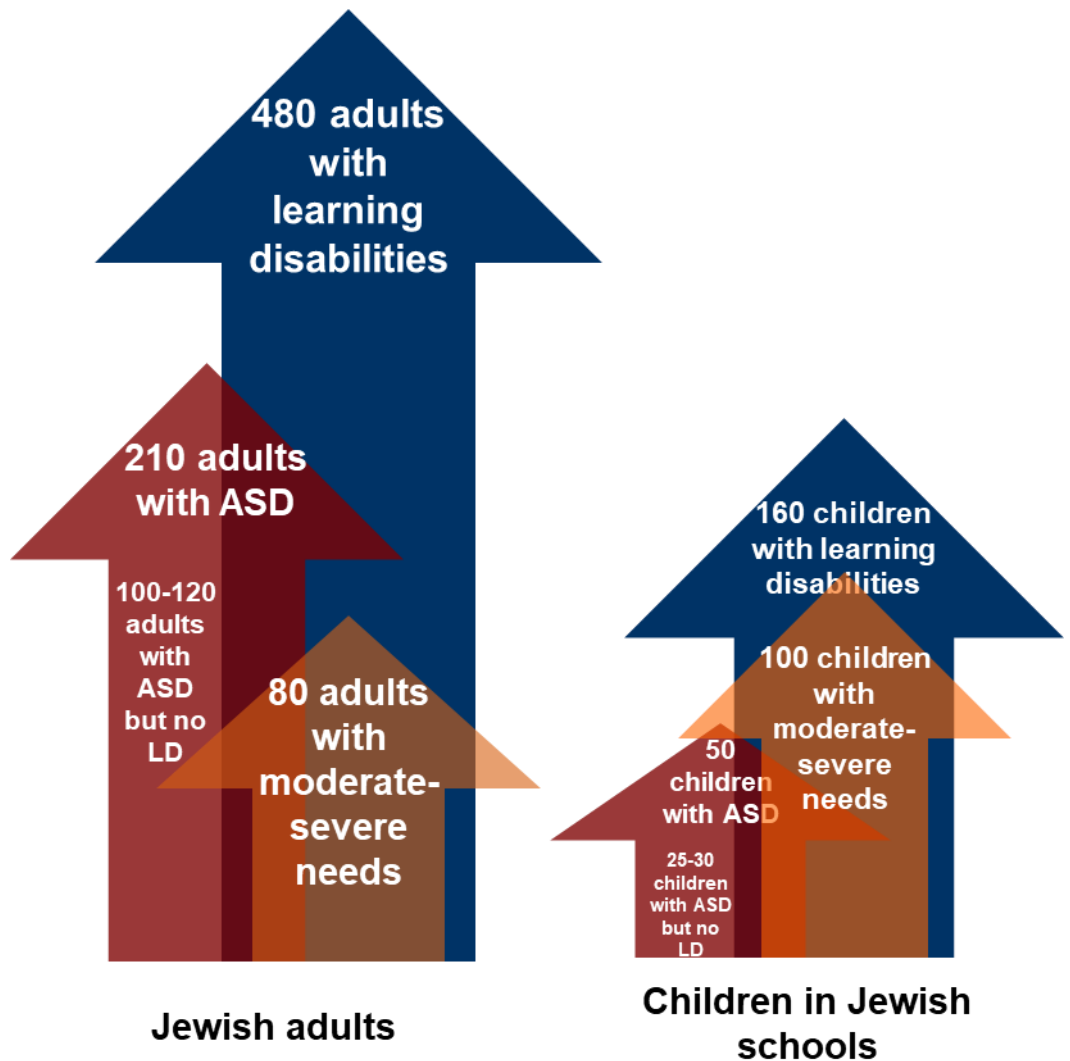 480 adults
with
learning
disabilities
210 adults
with ASD
100-120
adults
with
ASD
but no
LD
80 adults
with
moderate-
severe
needs
Jewish adults
160 children
with learning
disabilities
100 children
with
moderate-
severe
needs
50
children
with ASD
25-30
children
with ASD
but no
LD
Children in Jewish
schools